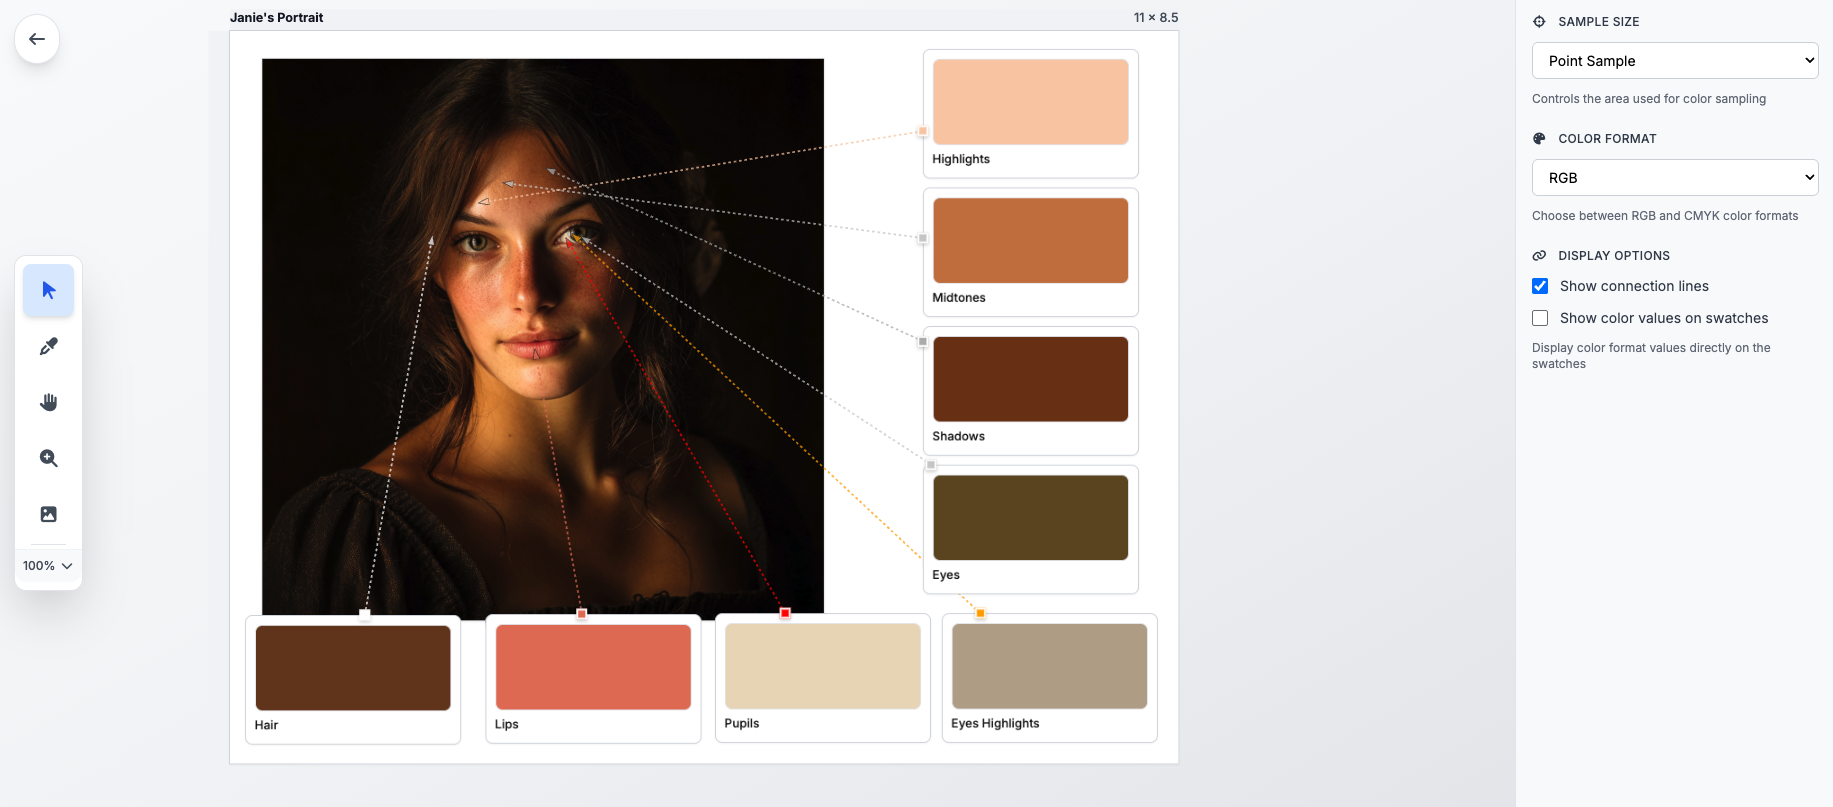 Janie's Portrait
11 × 8.5
Highlights
Midtones
Shadows
Eyes
Hair
Lips
Pupils
Eyes Highlights
100%
SAMPLE SIZE
Point Sample
Controls the area used for color sampling
COLOR FORMAT
RGB
Choose between RGB and CMYK color formats
DISPLAY OPTIONS
Show connection lines
Show color values on swatches
Display color format values directly on the
swatches